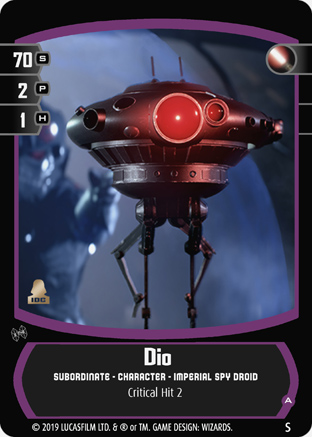 70 S
2 P
1 H
IDC
Dio
SUBORDINATE - CHARACTER - IMPERIAL SPY DROID
Critical Hit 2
A
© 2019 LUCASFILM LTD. & ® or TM. GAME DESIGN: WIZARDS.
S